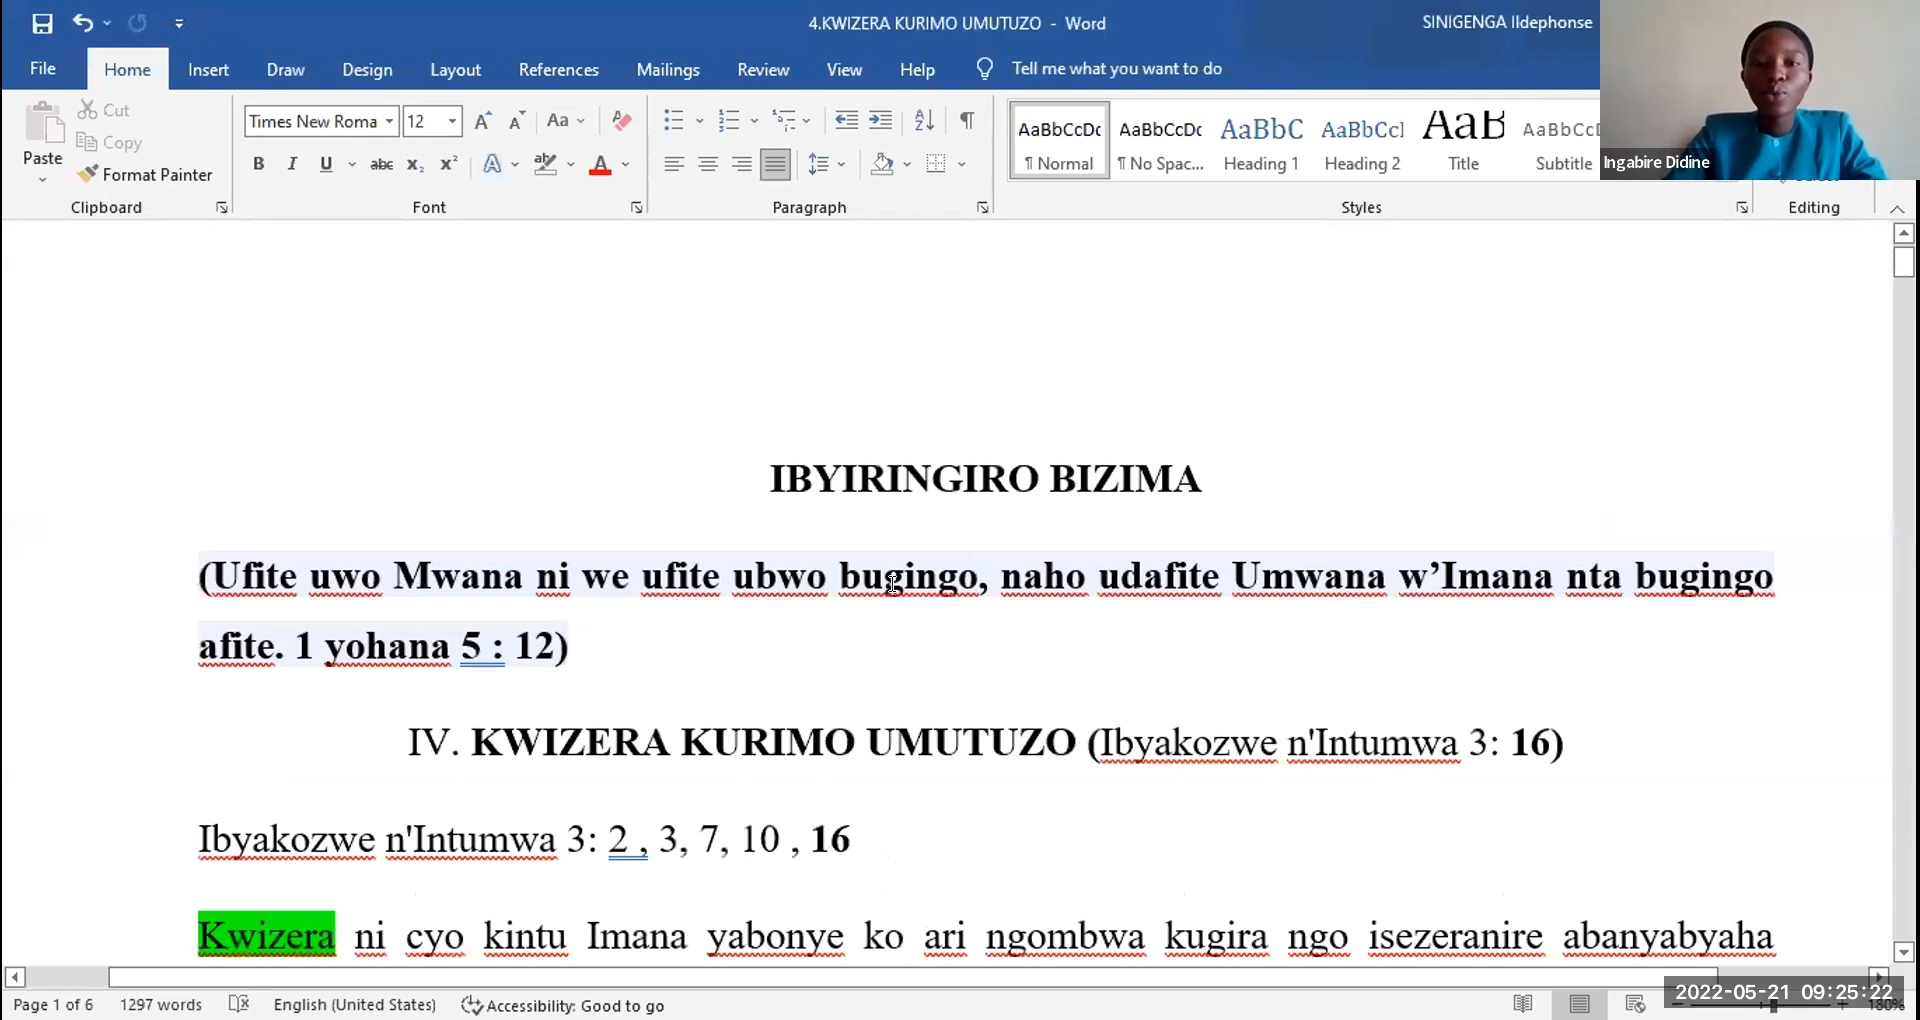 4.KWIZERA KURIMO UMUTUZO - Word
SINIGENGA Ildephonse
File Home Insert Draw Design Layout References Mailings Review View Help Tell me what you want to do
Cut
Copy
Paste
Format Painter
Clipboard
Times New Roma 12
Font
Paragraph
AaBbCcDc AaBbCcDc AaBbC AaBbCcl AaB AaBbCcD
¶ Normal ¶ No Spac... Heading 1 Heading 2 Title Subtitle
Styles
Editing
Ingabire Didine
IBYIRINGIRO BIZIMA
(Ufite uwo Mwana ni we ufite ubwo bugingo, naho udafite Umwana w’Imana nta bugingo
afite. 1 yohana 5 : 12)
IV. KWIZERA KURIMO UMUTUZO (Ibyakozwe n'Intumwa 3: 16)
Ibyakozwe n'Intumwa 3: 2 , 3, 7, 10 , 16
Kwizera ni cyo kintu Imana yabonye ko ari ngombwa kugira ngo isezeranire abanyabyaha
Page 1 of 6 1297 words English (United States) Accessibility: Good to go 180%
2022-05-21 09:25:22